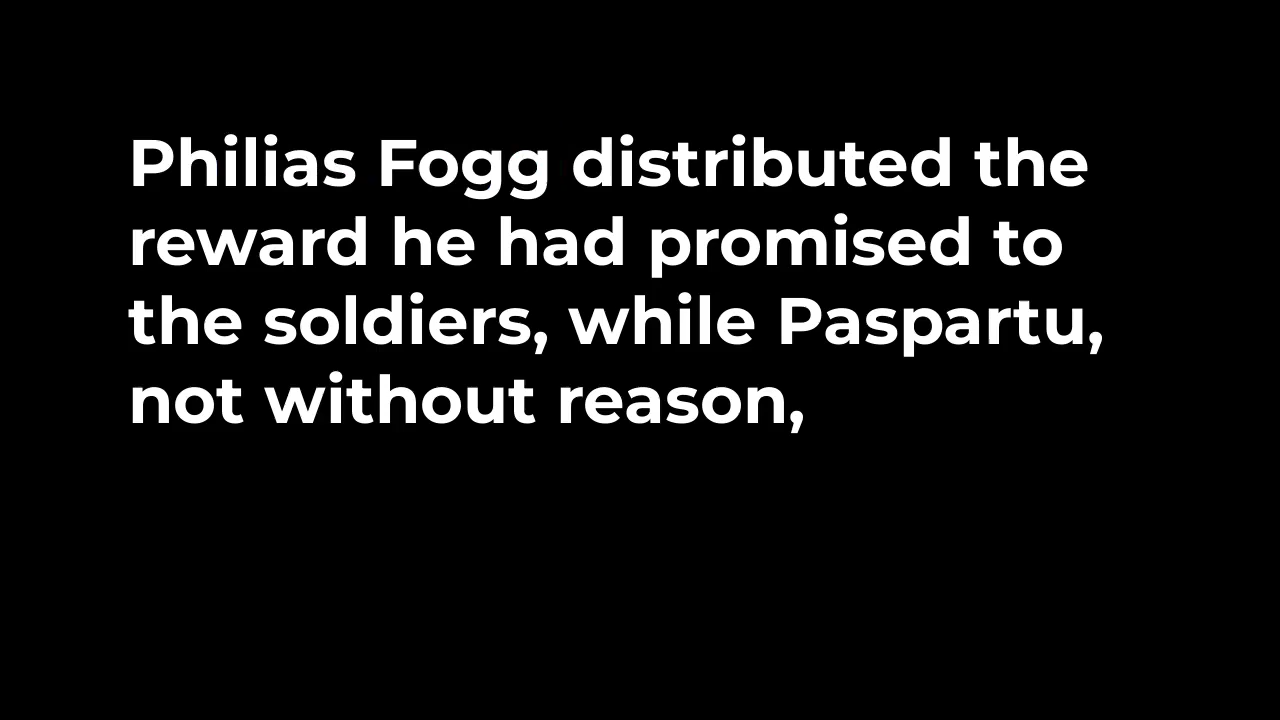 Philias Fogg distributed the
reward he had promised to
the soldiers, while Paspartu,
not without reason,